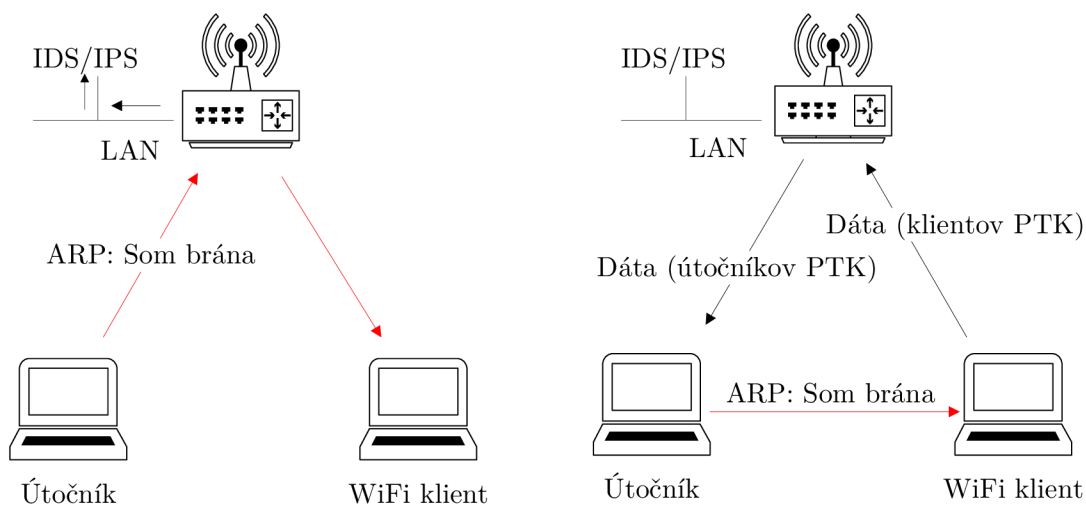 IDS/IPS
LAN
ARP: Som brána
Útočník
WiFi klient
IDS/IPS
LAN
Dáta (klientov PTK)
Dáta (útočníkov PTK)
ARP: Som brána
Útočník
WiFi klient